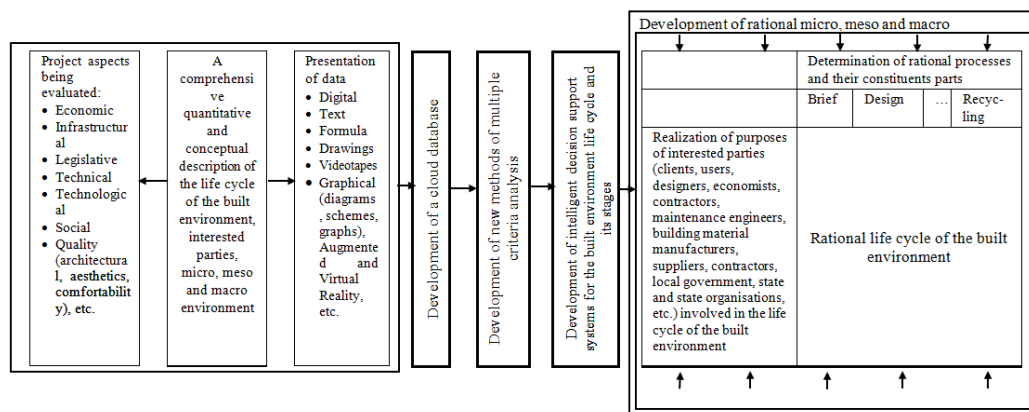 Project aspects
being
evaluated:
• Economic
• Infrastructur
al
• Legislative
• Technical
• Technologi
cal
• Social
• Quality
(architectura
l, aesthetics,
comfortabilit
y), etc.
A
comprehensi
ve
quantitative
and
conceptual
description of
the life cycle
of the built
environment,
interested
parties,
micro, meso
and macro
environment
Presentation
of data
• Digital
• Text
• Formula
• Drawings
• Videotapes
• Graphical
(diagrams
, schemes,
graphs),
Augmente
d and
Virtual
Reality,
etc.
Development of a cloud database
Development of new methods of multiple
criteria analysis
Development of intelligent decision support
systems for the built environment life cycle and
its stages
Development of rational micro, meso and macro
Determination of rational processes
and their constituents parts
Brief
Design
...
Recyc-
ling
Realization of purposes
of interested parties
(clients, users,
designers, economists,
contractors,
maintenance engineers,
building material
manufacturers,
suppliers, contractors,
local government, state
and state organisations,
etc.) involved in the life
cycle of the built
environment
Rational life cycle of the built
environment